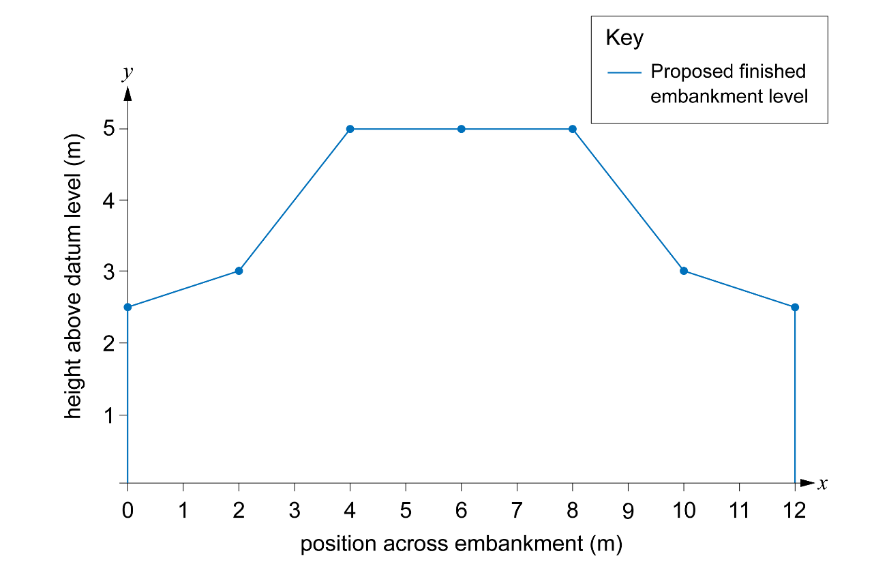 Key
Proposed finished
embankment level
y
height above datum level (m)
5
4
3
2
1
x
0 1 2 3 4 5 6 7 8 9 10 11 12
position across embankment (m)